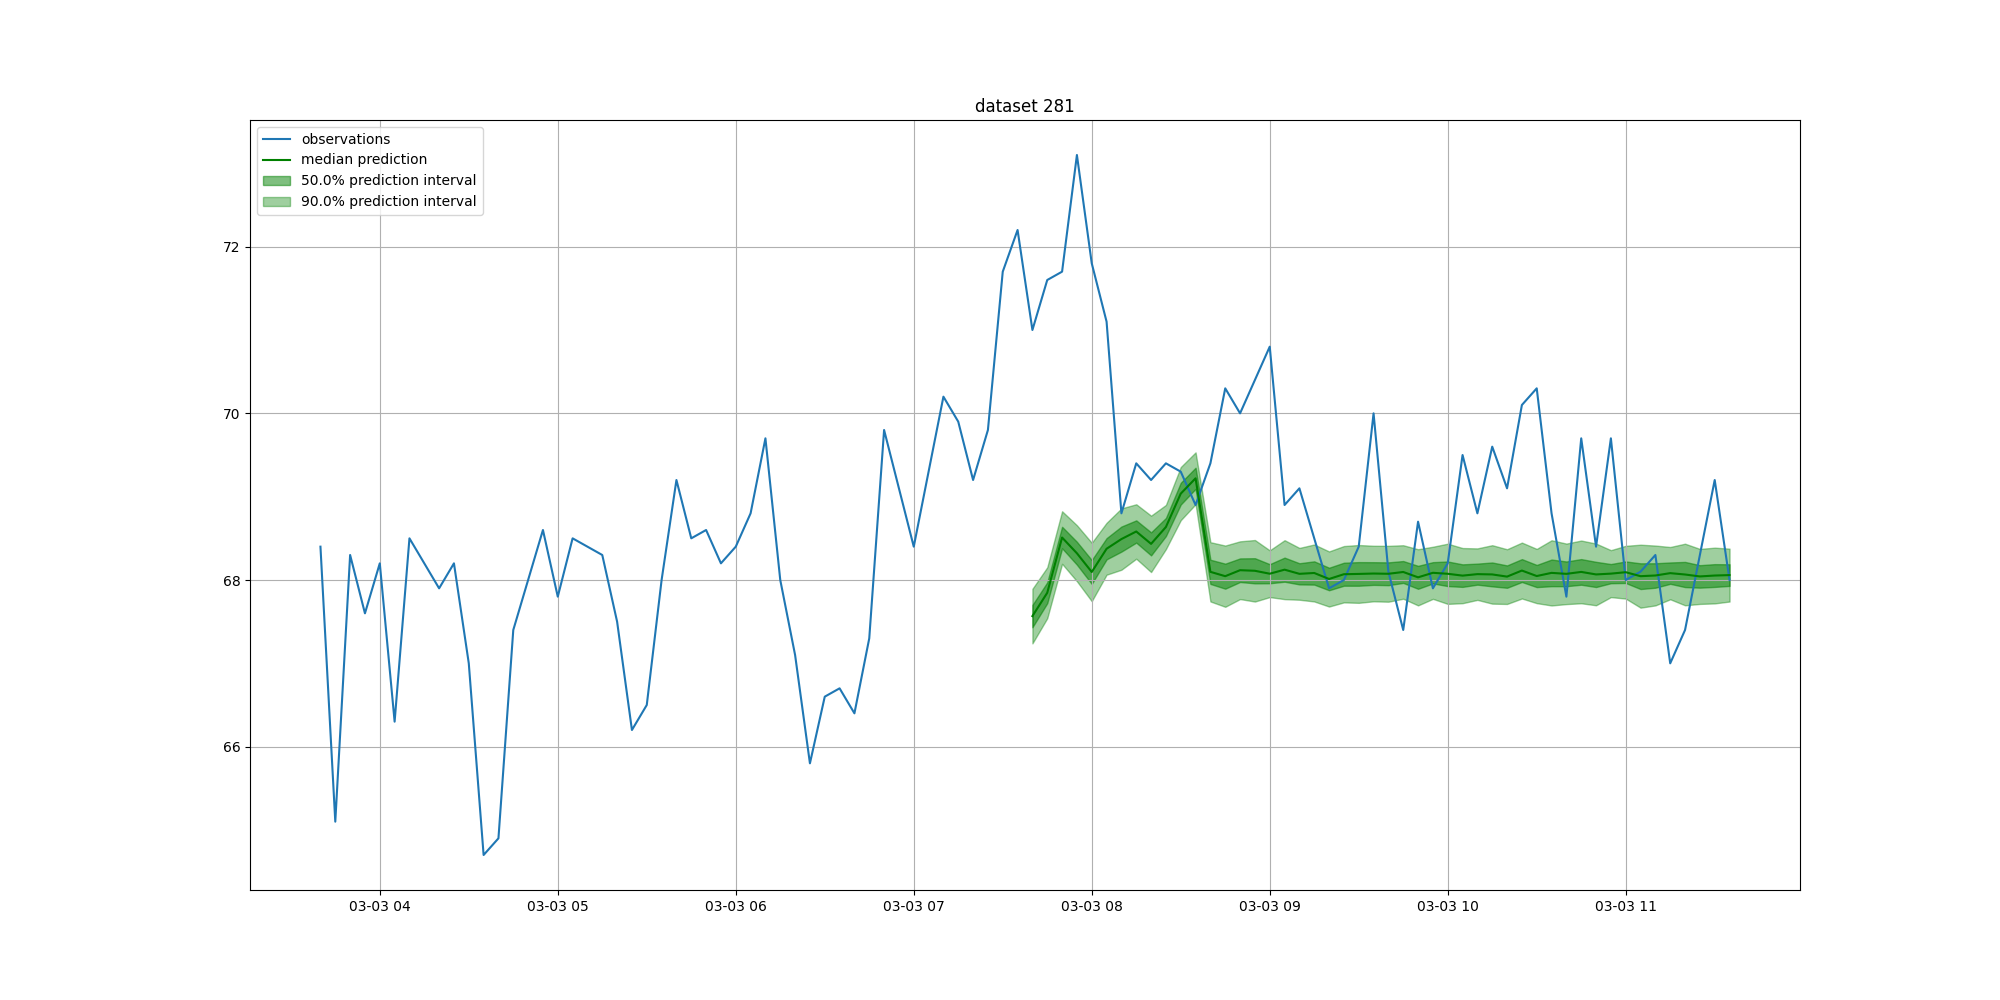 dataset 281
observations
median prediction
50.0% prediction interval
90.0% prediction interval
72
70
68
66
03-03 04
03-03 05
03-03 06
03-03 07
03-03 08
03-03 09
03-03 10
03-03 11